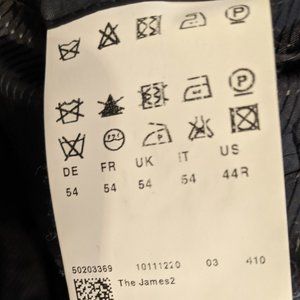 P
P
DE FR UK IT US
54 54 54 54 44R
50203369 10111220 03 410
The James2